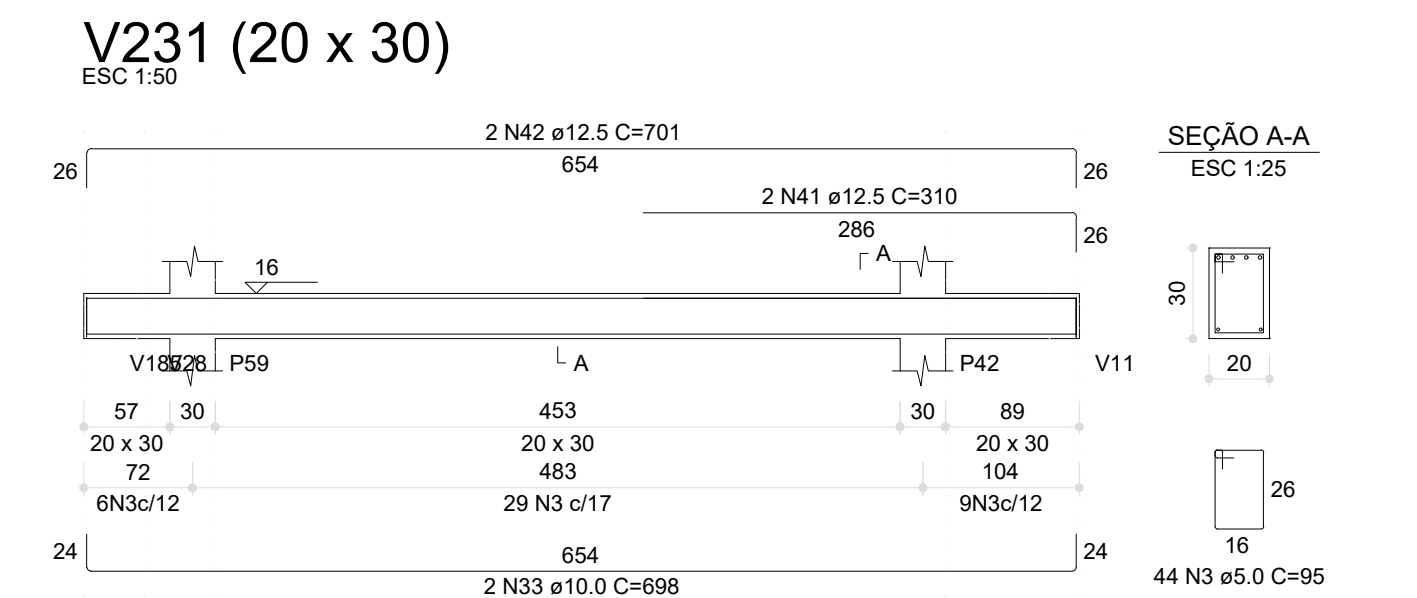 V231 (20 x 30)
ESC 1:50
2 N42 ø12.5 C=701
26
654
26
2 N41 ø12.5 C=310
286
26
A
16
P59
A
P42
V11
57
30
453
30
89
20 x 30
20 x 30
20 x 30
72
483
104
6N3c/12
29 N3 c/17
9N3c/12
24
654
24
2 N33 ø10.0 C=698
SEÇÃO A-A
ESC 1:25
30
20
26
16
44 N3 ø5.0 C=95